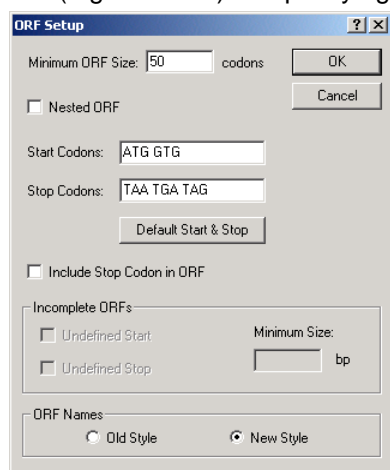 ORF Setup
Minimum ORF Size: 50 codons
OK
Nested ORF
Cancel
Start Codons: ATG GTG
Stop Codons: TAA TGA TAG
Default Start & Stop
Include Stop Codon in ORF
Incomplete ORFs
Undefined Start
Minimum Size:
bp
Undefined Stop
ORF Names
Old Style
New Style